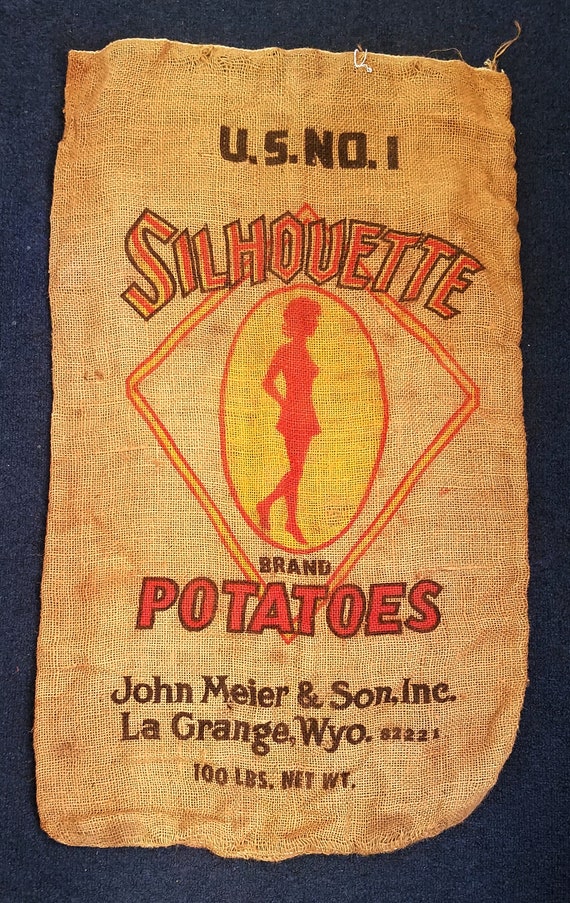 U.S.NO.1
SILHOUETTE
BRAND
POTATOES
John Meier & Son, Inc.
La Grange, Wyo. 82221
100 LBS. NET WT.